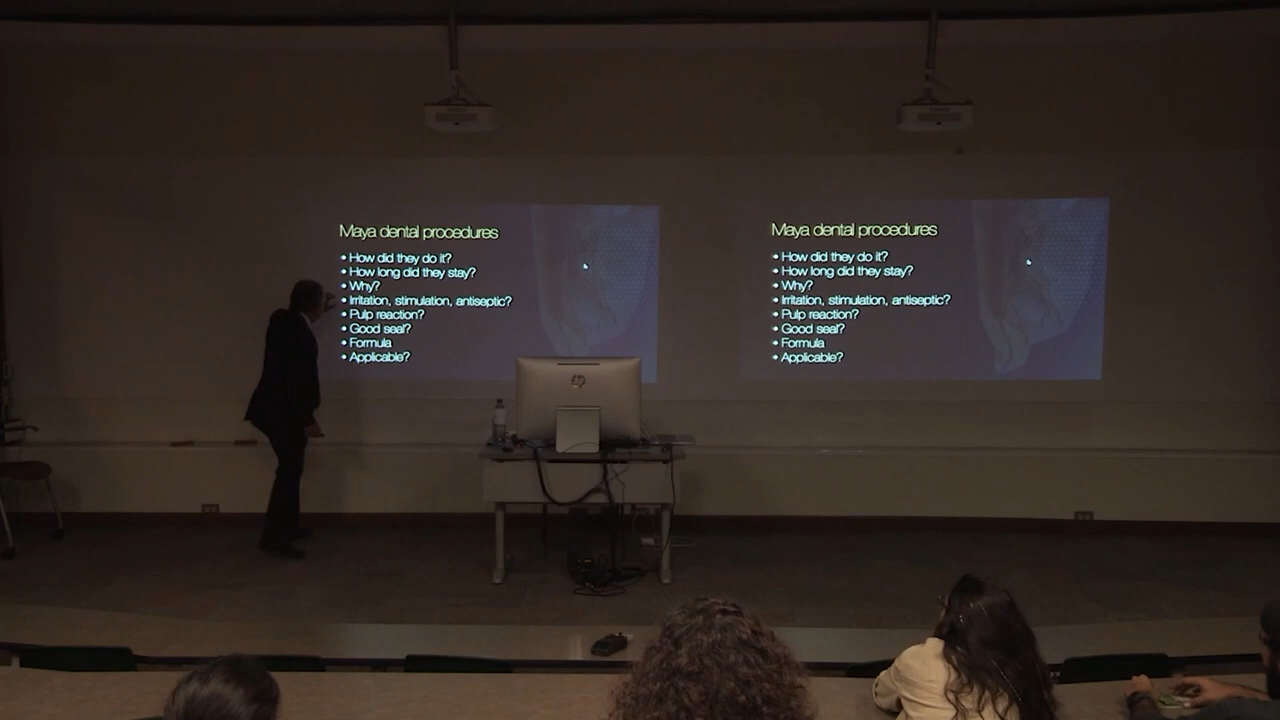 Maya dental procedures
• How did they do it?
• How long did they stay?
• Why?
• Irritation, stimulation, antiseptic?
• Pulp reaction?
• Good seal?
• Formula
• Applicable?
Maya dental procedures
• How did they do it?
• How long did they stay?
• Why?
• Irritation, stimulation, antiseptic?
• Pulp reaction?
• Good seal?
• Formula
• Applicable?
hp